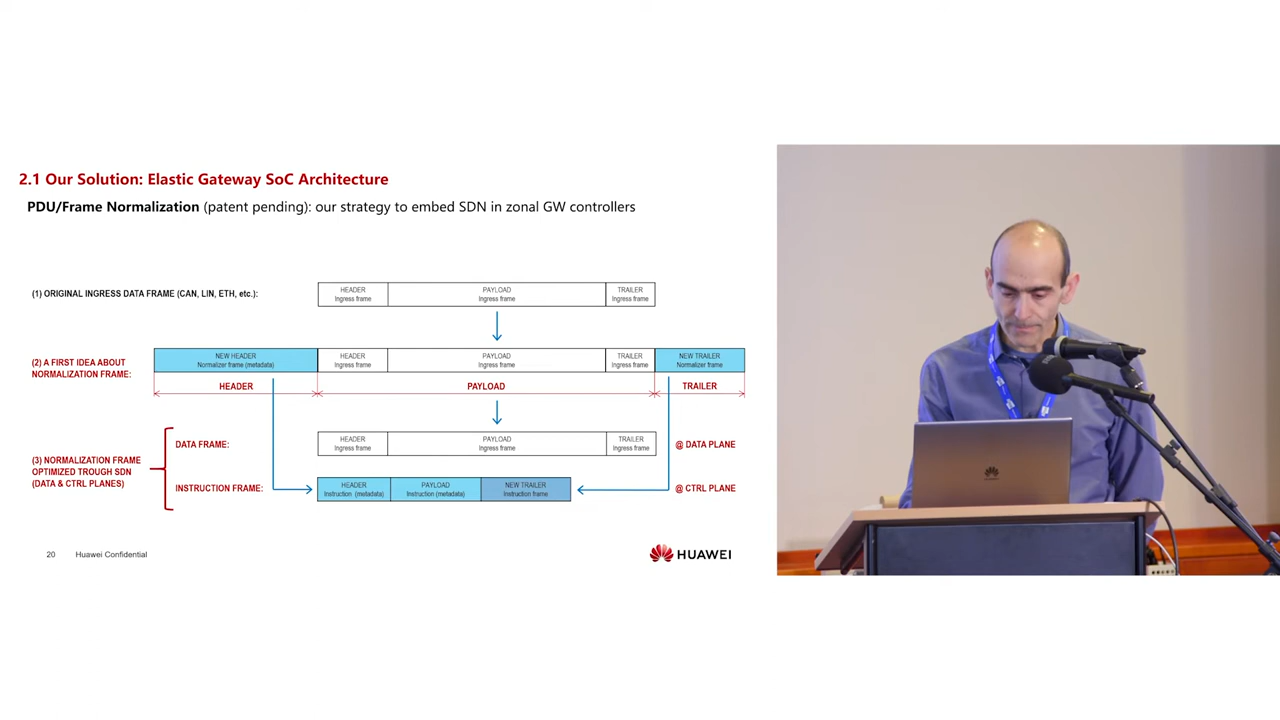 2.1 Our Solution: Elastic Gateway SoC Architecture
PDU/Frame Normalization (patent pending): our strategy to embed SDN in zonal GW controllers
(1) ORIGINAL INGRESS DATA FRAME (CAN, LIN, ETH, etc.):
HEADER
Ingress frame
PAYLOAD
Ingress frame
TRAILER
Ingress frame
(2) A FIRST IDEA ABOUT
NORMALIZATION FRAME:
NEW HEADER
Normalizer frame (metadata)
HEADER
Ingress frame
PAYLOAD
Ingress frame
TRAILER
Ingress frame
NEW TRAILER
Normalizer frame
HEADER
PAYLOAD
TRAILER
(3) NORMALIZATION FRAME
OPTIMIZED TROUGH SDN
(DATA & CTRL PLANES)
DATA FRAME:
HEADER
Ingress frame
PAYLOAD
Ingress frame
TRAILER
Ingress frame
@ DATA PLANE
INSTRUCTION FRAME:
HEADER
Instruction (metadata)
PAYLOAD
Instruction (metadata)
NEW TRAILER
Instruction frame
@ CTRL PLANE
20 Huawei Confidential
HUAWEI